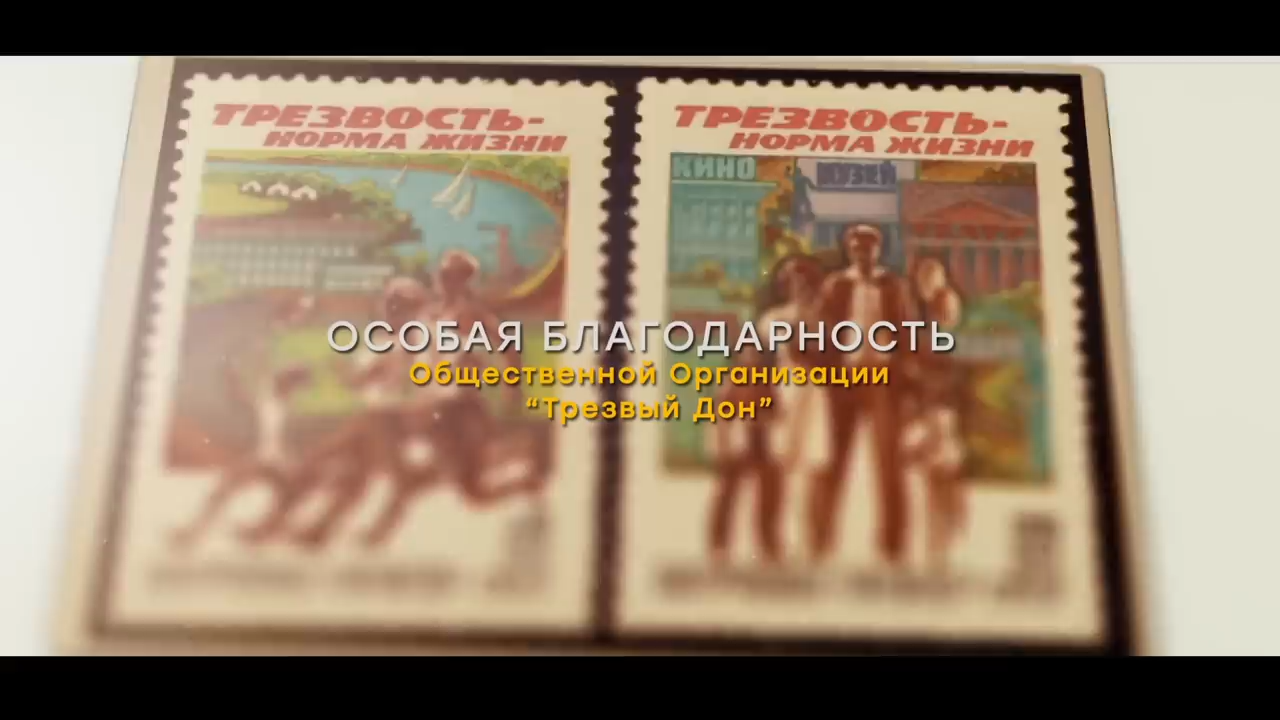 ТРЕЗВОСТЬ-
НОРМА ЖИЗНИ
ТРЕЗВОСТЬ-
НОРМА ЖИЗНИ
КИНО
МУЗЕЙ
ОСОБАЯ БЛАГОДАРНОСТЬ
Общественной Организации
“Трезвый Дон”